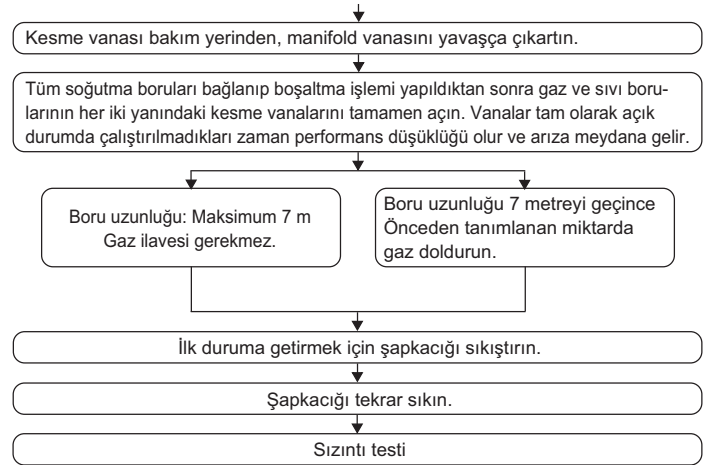 Kesme vanası bakım yerinden, manifold vanasını yavaşça çıkartın.
Tüm soğutma boruları bağlanıp boşaltma işlemi yapıldıktan sonra gaz ve sıvı boru-
larının her iki yanındaki kesme vanalarını tamamen açın. Vanalar tam olarak açık
durumda çalıştırılmadıkları zaman performans düşüklüğü olur ve arıza meydana gelir.
Boru uzunluğu: Maksimum 7 m
Gaz ilavesi gerekmez.
Boru uzunluğu 7 metreyi geçince
Önceden tanımlanan miktarda
gaz doldurun.
İlk duruma getirmek için şapkacığı sıkıştırın.
Şapkacığı tekrar sıkın.
Sızıntı testi